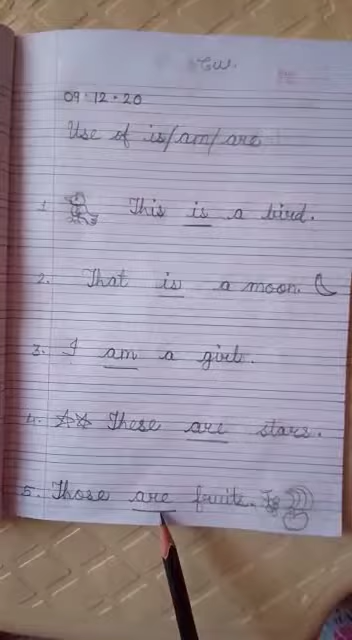 C.W.
09.12.20
Use of is/am/are
1. This is a bird.
2. That is a moon.
3. I am a girl.
4. These are stars.
5. Those are fruits.